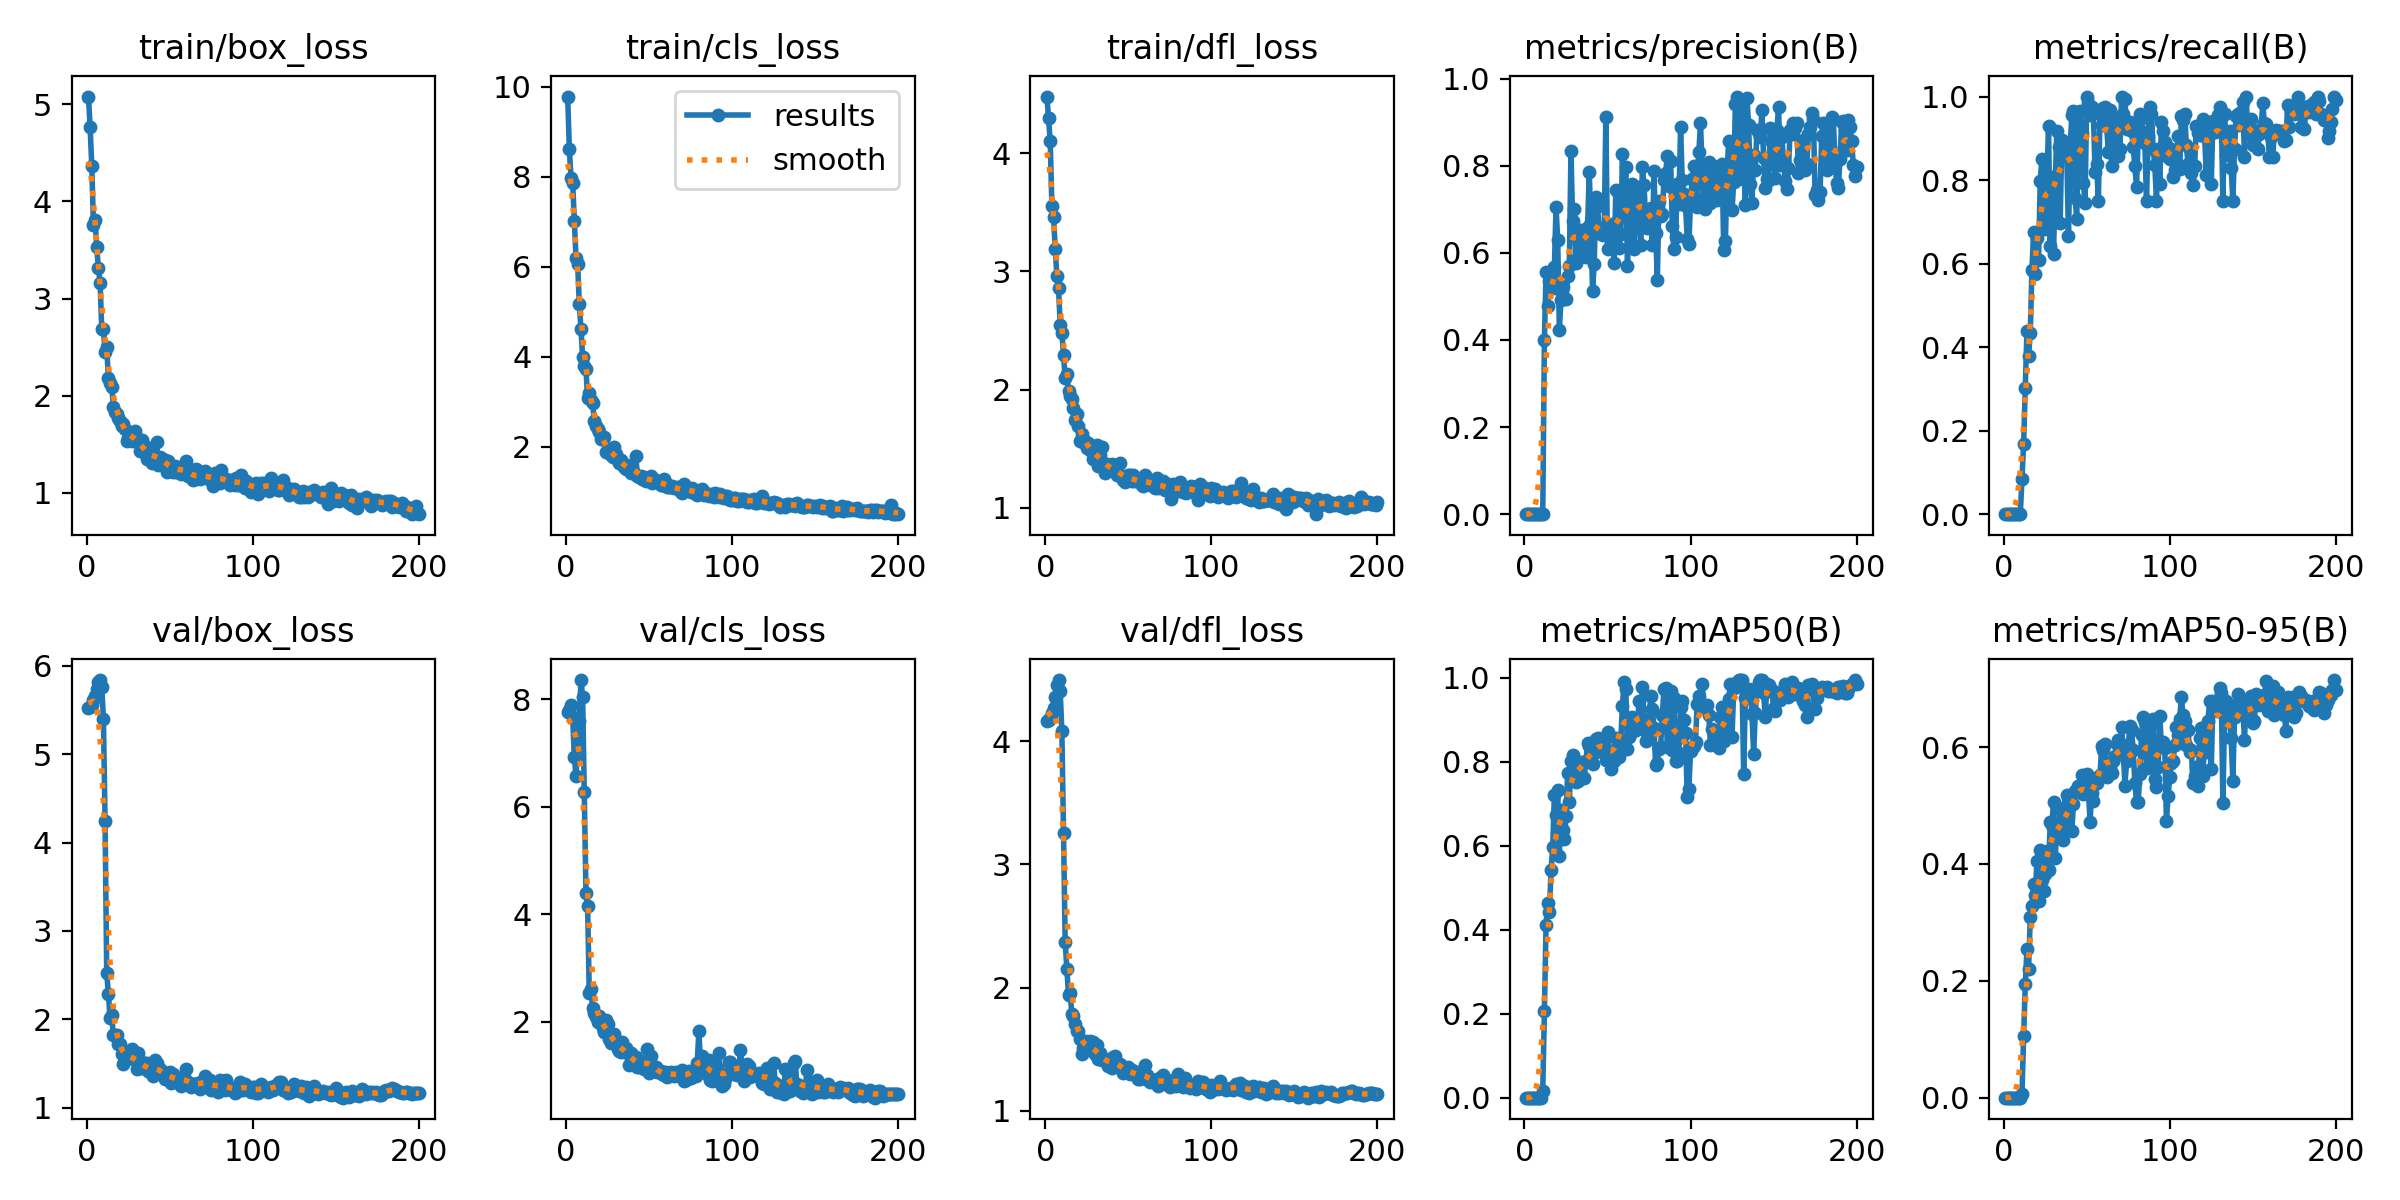 train/box_loss
train/cls_loss
train/dfl_loss
metrics/precision(B)
metrics/recall(B)
5
4
3
2
1
0 100 200
10
8
6
4
2
0 100 200
results
smooth
4
3
2
1
0 100 200
1.0
0.8
0.6
0.4
0.2
0.0
0 100 200
1.0
0.8
0.6
0.4
0.2
0.0
0 100 200
val/box_loss
val/cls_loss
val/dfl_loss
metrics/mAP50(B)
metrics/mAP50-95(B)
6
5
4
3
2
1
0 100 200
8
6
4
2
0 100 200
4
3
2
1
0 100 200
1.0
0.8
0.6
0.4
0.2
0.0
0 100 200
0.6
0.4
0.2
0.0
0 100 200